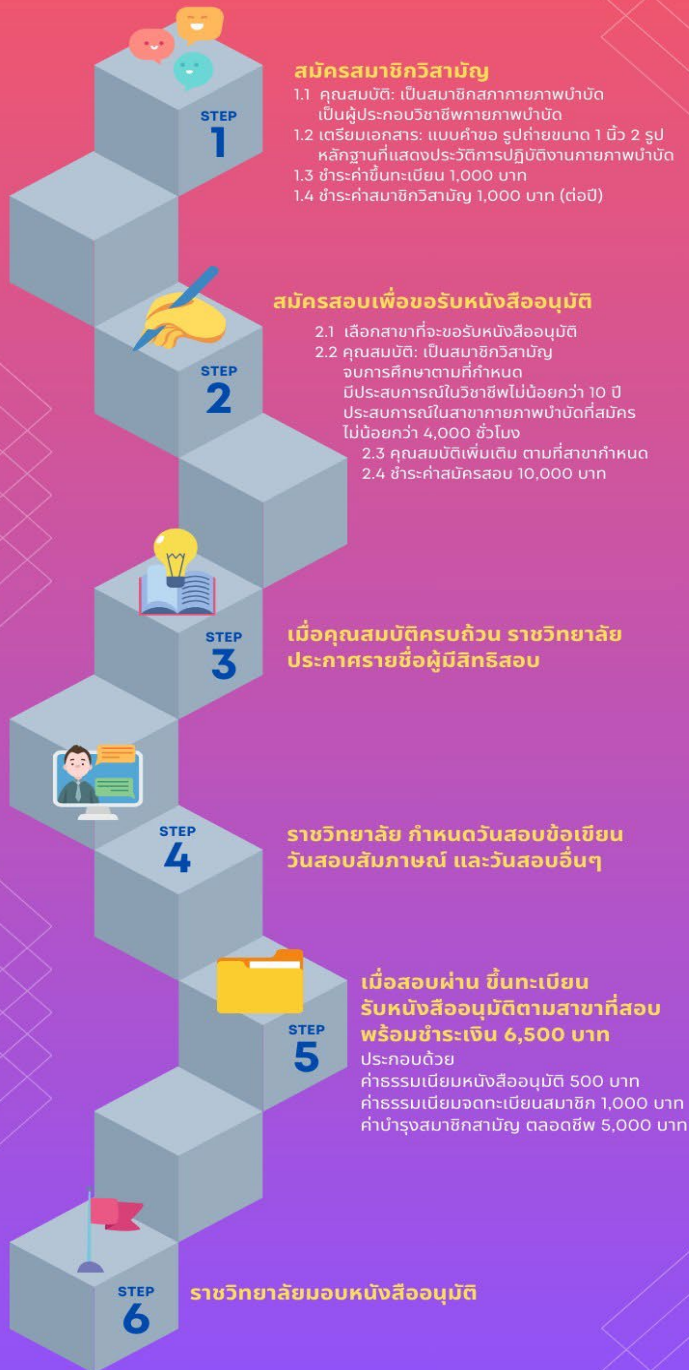 STEP
1
สมัครสมาชิกวิสามัญ
1.1 คุณสมบัติ: เป็นสมาชิกสภากายภาพบำบัด
เป็นผู้ประกอบวิชาชีพกายภาพบำบัด
1.2 เตรียมเอกสาร: แบบคำขอ รูปถ่ายขนาด 1 นิ้ว 2 รูป
หลักฐานที่แสดงประวัติการปฏิบัติงานกายภาพบำบัด
1.3 ชำระค่าขึ้นทะเบียน 1,000 บาท
1.4 ชำระค่าสมาชิกวิสามัญ 1,000 บาท (ต่อปี)
STEP
2
สมัครสอบเพื่อขอรับหนังสืออนุมัติ
2.1 เลือกสาขาที่จะขอรับหนังสืออนุมัติ
2.2 คุณสมบัติ: เป็นสมาชิกวิสามัญ
จบการศึกษาตามที่กำหนด
มีประสบการณ์ในวิชาชีพไม่น้อยกว่า 10 ปี
ประสบการณ์ในสาขากายภาพบำบัดที่สมัคร
ไม่น้อยกว่า 4,000 ชั่วโมง
2.3 คุณสมบัติเพิ่มเติม ตามที่สาขากำหนด
2.4 ชำระค่าสมัครสอบ 10,000 บาท
STEP
3
เมื่อคุณสมบัติครบถ้วน ราชวิทยาลัย
ประกาศรายชื่อผู้มีสิทธิสอบ
STEP
4
ราชวิทยาลัย กำหนดวันสอบข้อเขียน
วันสอบสัมภาษณ์ และวันสอบอื่นๆ
STEP
5
เมื่อสอบผ่าน ขึ้นทะเบียน
รับหนังสืออนุมัติตามสาขาที่สอบ
พร้อมชำระเงิน 6,500 บาท
ประกอบด้วย
ค่าธรรมเนียมหนังสืออนุมัติ 500 บาท
ค่าธรรมเนียมจดทะเบียนสมาชิก 1,000 บาท
ค่าบำรุงสมาชิกสามัญ ตลอดชีพ 5,000 บาท
STEP
6
ราชวิทยาลัยมอบหนังสืออนุมัติ